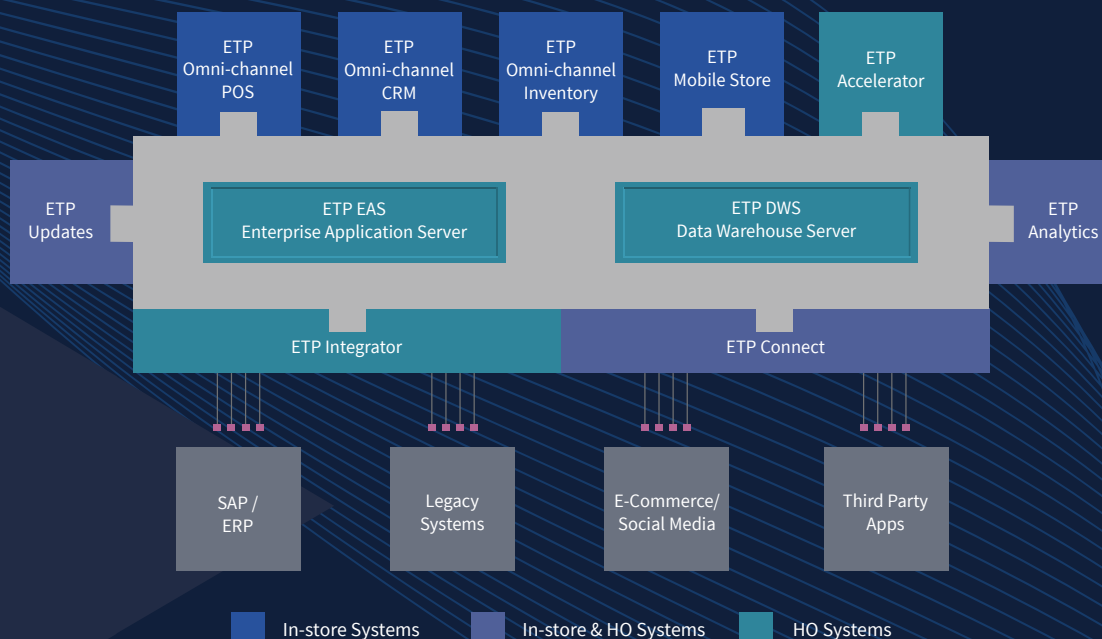 ETP
Omni-channel
POS
ETP
Omni-channel
CRM
ETP
Omni-channel
Inventory
ETP
Mobile Store
ETP
Accelerator
ETP
Updates
ETP EAS
Enterprise Application Server
ETP DWS
Data Warehouse Server
ETP
Analytics
ETP Integrator
ETP Connect
SAP /
ERP
Legacy
Systems
E-Commerce/
Social Media
Third Party
Apps
In-store Systems
In-store & HO Systems
HO Systems